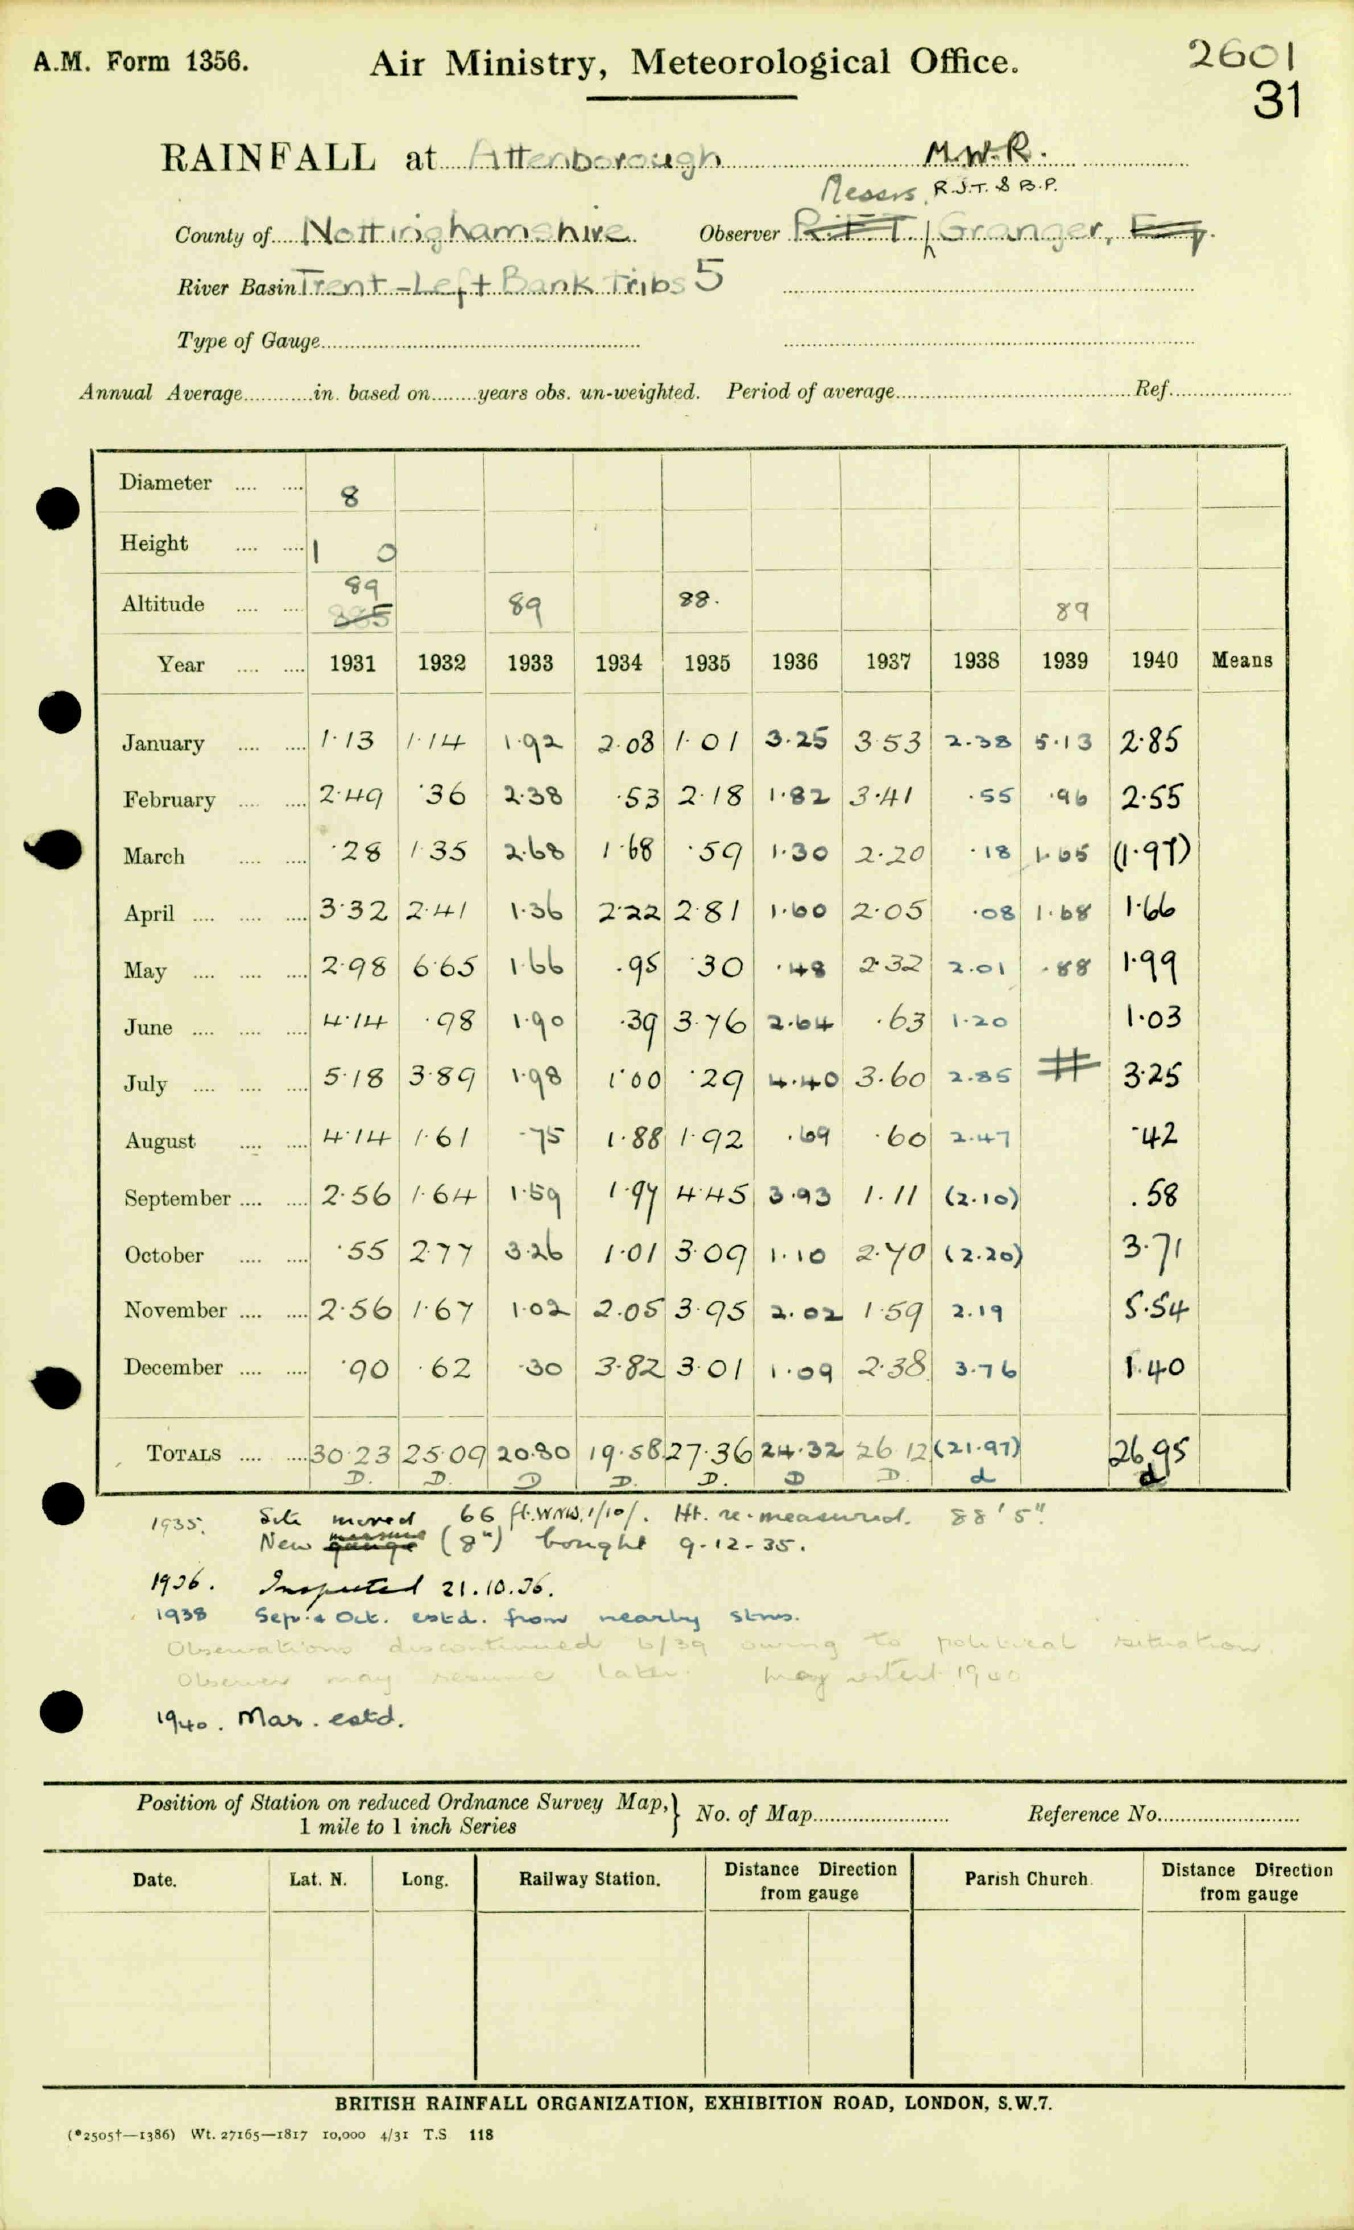 A.M. Form 1356.
Air Ministry, Meteorological Office.
2601
31
RAINFALL at Attenborough M.W.R.
Messrs. R.J.T. & B.P.
County of Nottinghamshire Observer Granger,
River Basin Trent - Left Bank Tribs 5
Type of Gauge
Annual Average in. based on years obs. un-weighted. Period of average Ref.
Diameter 8
Height 1 0
89
Altitude 885 89 88. 89
Year 1931 1932 1933 1934 1935 1936 1937 1938 1939 1940 Means
January 1.13 1.14 1.92 2.08 1.01 3.25 3.53 2.38 5.13 2.85
February 2.49 .36 2.38 .53 2.18 1.82 3.41 .55 .96 2.55
March .28 1.35 2.68 1.68 .59 1.30 2.20 .18 1.65 (1.97)
April 3.32 2.41 1.36 2.22 2.81 1.60 2.05 .08 1.68 1.66
May 2.98 6.65 1.66 .95 .30 .48 2.32 2.01 .88 1.99
June 4.14 .98 1.90 .39 3.76 2.64 .63 1.20 1.03
July 5.18 3.89 1.98 1.00 .29 4.40 3.60 2.85 # 3.25
August 4.14 1.61 .75 1.88 1.92 .69 .60 2.47 .42
September 2.56 1.64 1.59 1.97 4.45 3.93 1.11 (2.10) .58
October .55 2.77 3.26 1.01 3.09 1.10 2.70 (2.20) 3.71
November 2.56 1.67 1.02 2.05 3.95 2.02 1.59 2.19 5.54
December .90 .62 .30 3.82 3.01 1.09 2.38 3.76 1.40
TOTALS 30.23 25.09 20.80 19.58 27.36 24.32 26.12 (21.97) 26.95
D. D. D D. D. D D. d d
1935. Site moved 66 ft. WNW. 1/10/. Ht. re-measured. 88' 5".
New measure gauge (8") bought 9-12-35.
1936. Inspected 21.10.36.
1938 Sep. & Oct. estd. from nearby stns.
Observations discontinued 6/39 owing to political situation.
Observer may resume later. may restart 1940
1940. Mar. estd.
Position of Station on reduced Ordnance Survey Map,} No. of Map Reference No.
1 mile to 1 inch Series
Date. Lat. N. Long. Railway Station. Distance Direction from gauge Parish Church. Distance Direction from gauge
BRITISH RAINFALL ORGANIZATION, EXHIBITION ROAD, LONDON, S.W.7.
(*2505†—1386) Wt. 27165—1817 10,000 4/31 T.S 118